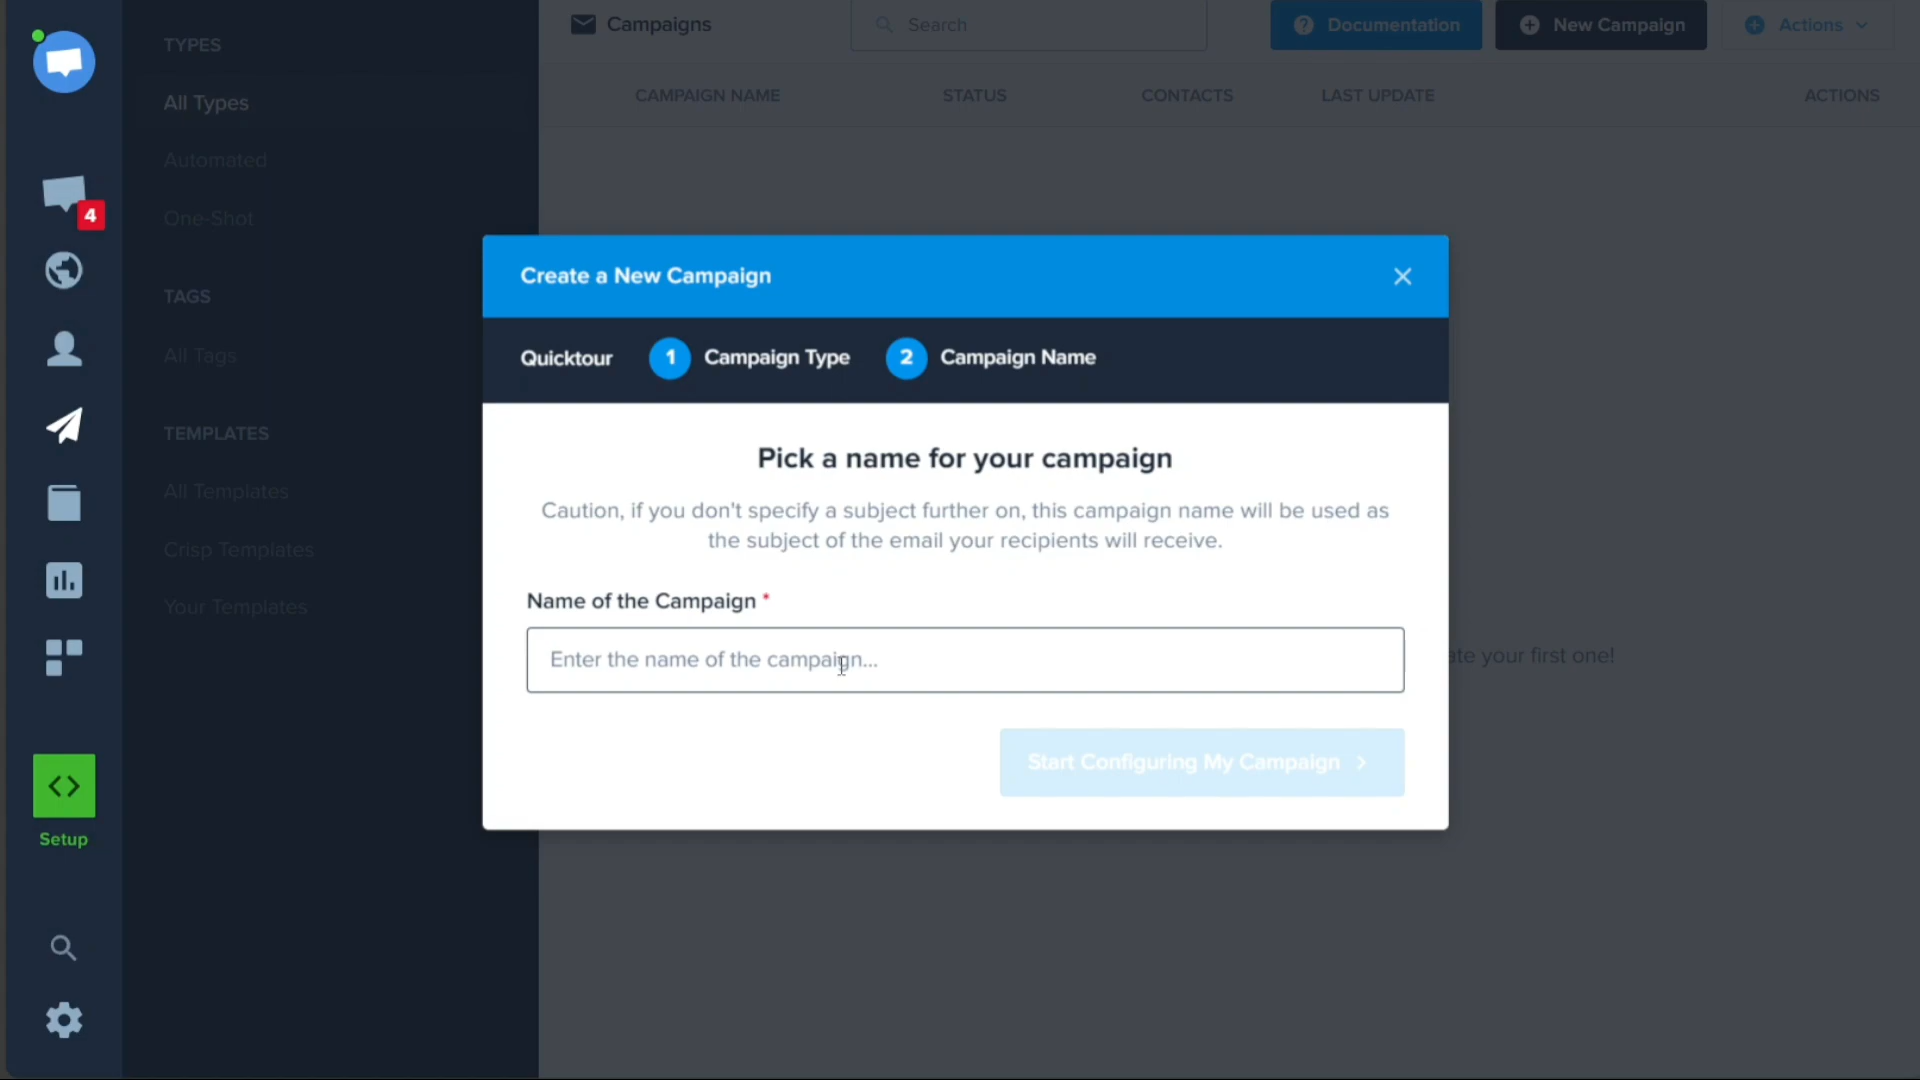 4
Setup
TYPES
All Types
Automated
One-Shot
TAGS
All Tags
TEMPLATES
All Templates
Crisp Templates
Your Templates
Campaigns
Search
Documentation
New Campaign
Actions
CAMPAIGN NAME STATUS CONTACTS LAST UPDATE ACTIONS
Create a New Campaign
Quicktour 1 Campaign Type 2 Campaign Name
Pick a name for your campaign
Caution, if you don't specify a subject further on, this campaign name will be used as
the subject of the email your recipients will receive.
Name of the Campaign *
Enter the name of the campaign...
Start Configuring My Campaign
your first one!